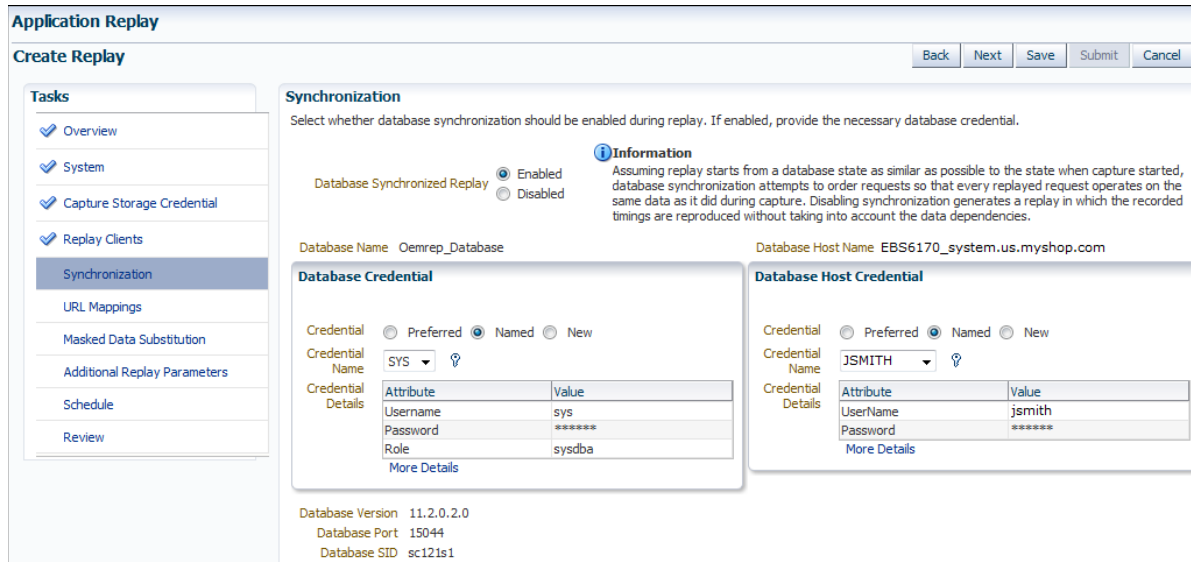 Application Replay
Create Replay
Back Next Save Submit Cancel
Tasks
Overview
System
Capture Storage Credential
Replay Clients
Synchronization
URL Mappings
Masked Data Substitution
Additional Replay Parameters
Schedule
Review
Synchronization
Select whether database synchronization should be enabled during replay. If enabled, provide the necessary database credential.
Database Synchronized Replay
Enabled
Disabled
Information
Assuming replay starts from a database state as similar as possible to the state when capture started,
database synchronization attempts to order requests so that every replayed request operates on the
same data as it did during capture. Disabling synchronization generates a replay in which the recorded
timings are reproduced without taking into account the data dependencies.
Database Name Oemrep_Database
Database Host Name EBS6170_system.us.myshop.com
Database Credential
Credential Preferred Named New
Credential Name SYS
Credential Details
Attribute Value
Username sys
Password ******
Role sysdba
More Details
Database Host Credential
Credential Preferred Named New
Credential Name JSMITH
Credential Details
Attribute Value
UserName jsmith
Password ******
More Details
Database Version 11.2.0.2.0
Database Port 15044
Database SID sc121s1